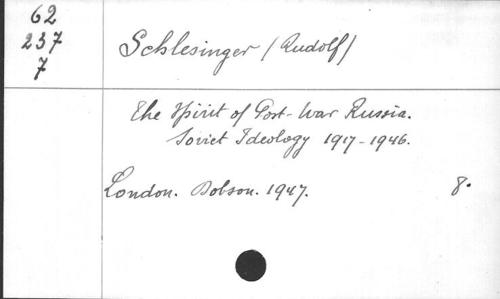 62
237
7
Schlesinger /Rudolf/
The Spirit of Post-War Russia.
Soviet Ideology 1917-1946.
London. Dobson. 1947. 8.